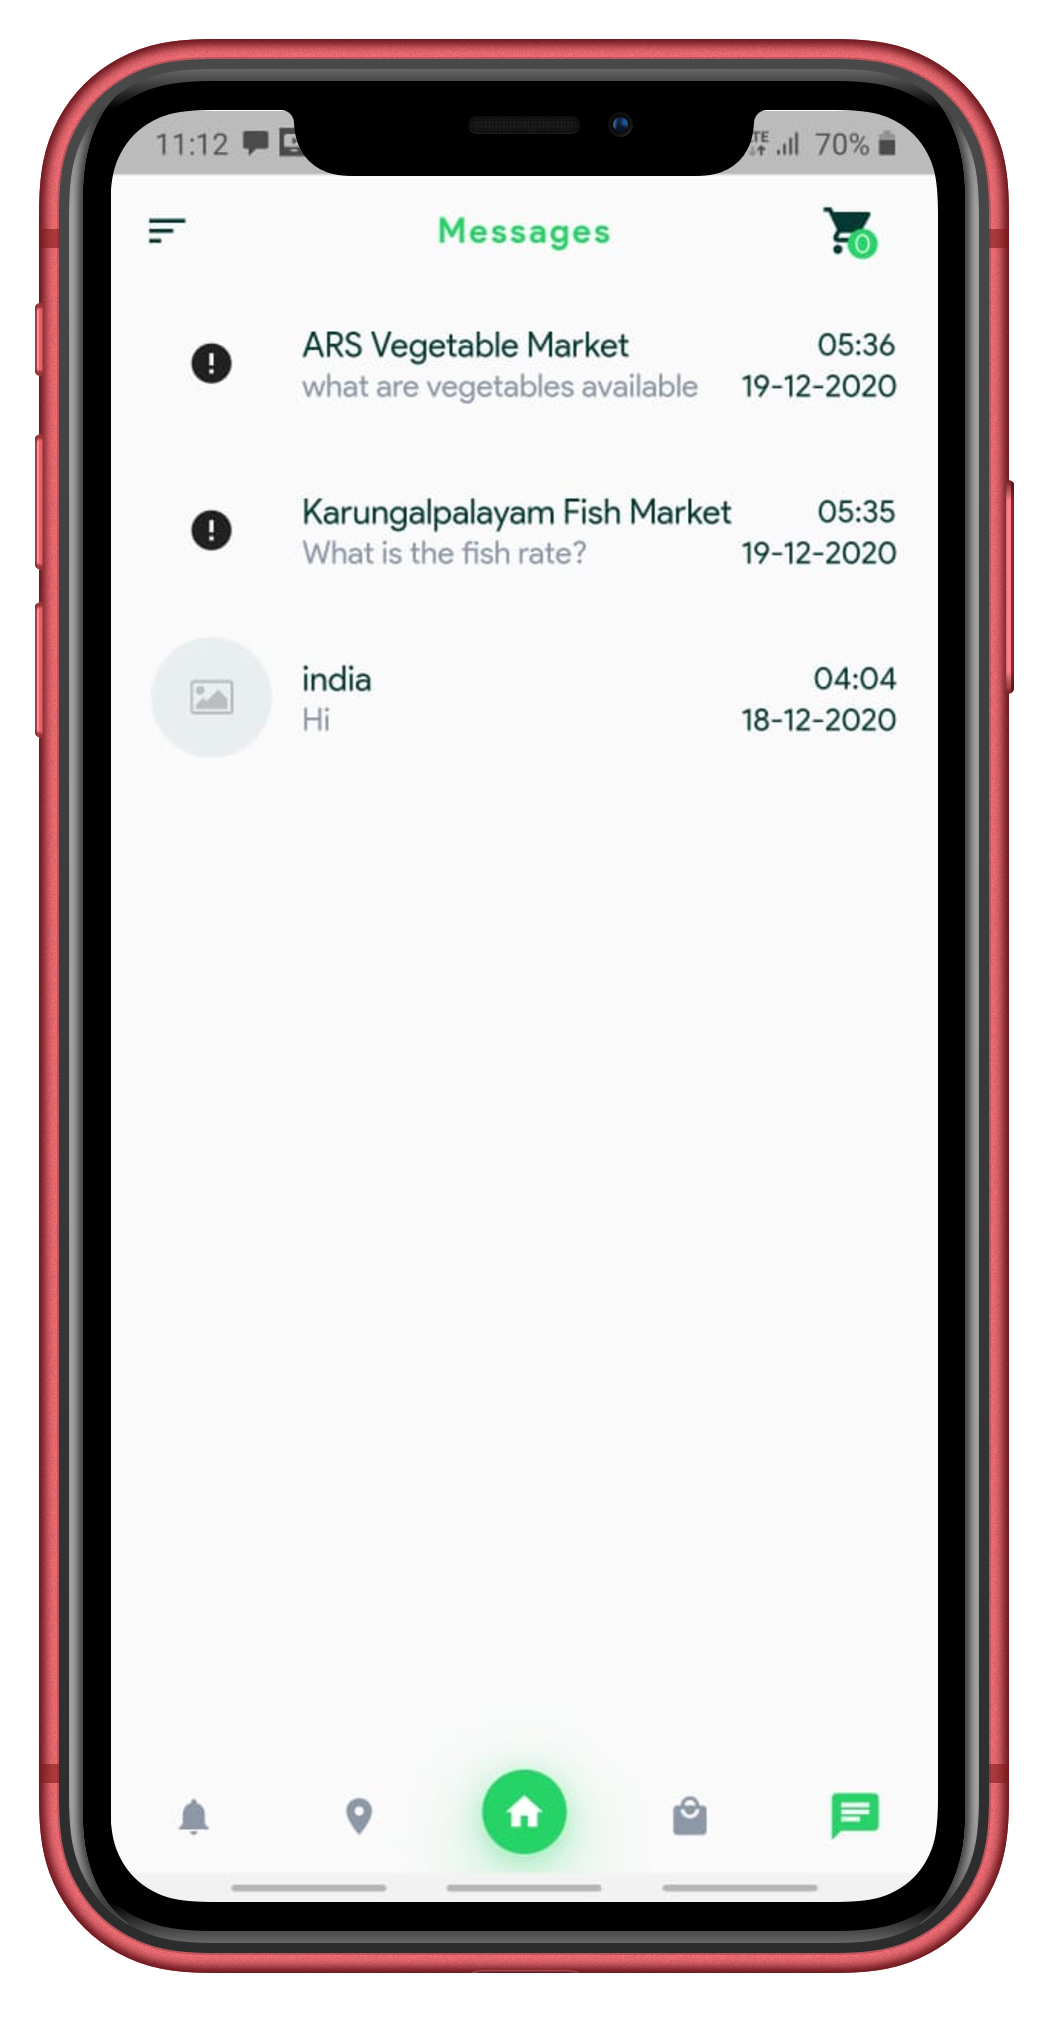 11:12 70%
Messages
0
ARS Vegetable Market 05:36
what are vegetables available 19-12-2020
Karungalpalayam Fish Market 05:35
What is the fish rate? 19-12-2020
india 04:04
Hi 18-12-2020